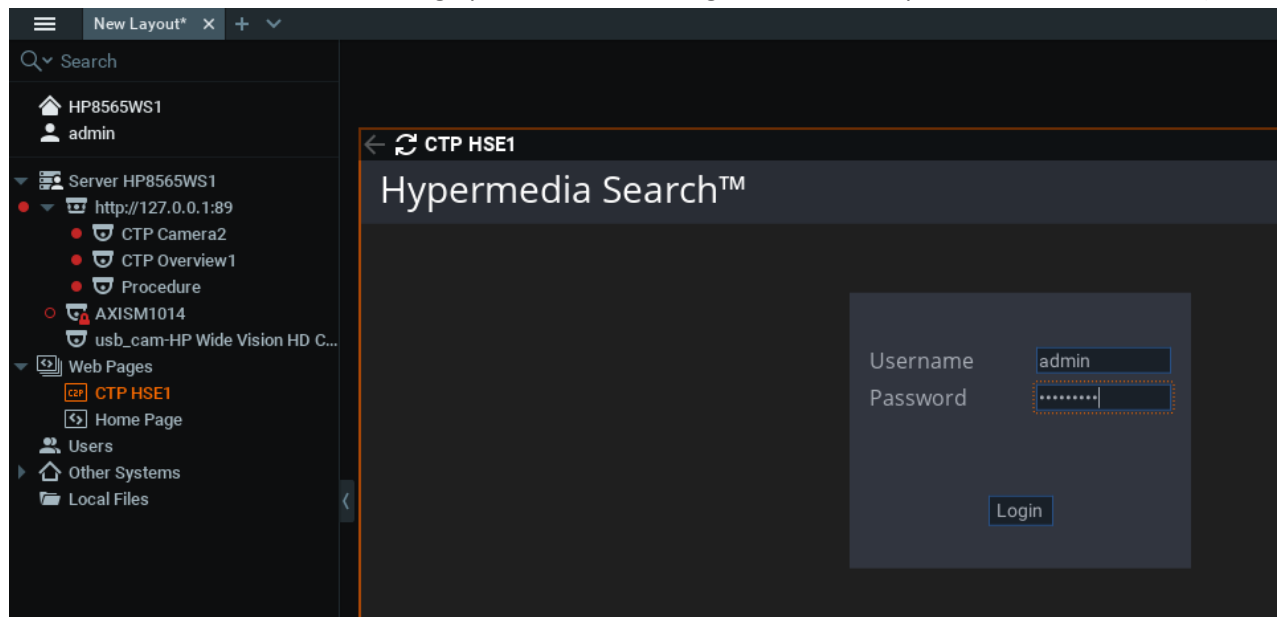 New Layout*
Search
HP8565WS1
admin
Server HP8565WS1
http://127.0.0.1:89
CTP Camera2
CTP Overview1
Procedure
AXISM1014
usb_cam-HP Wide Vision HD C...
Web Pages
C2P CTP HSE1
Home Page
Users
Other Systems
Local Files
CTP HSE1
Hypermedia Search™
Username admin
Password •••••••••
Login